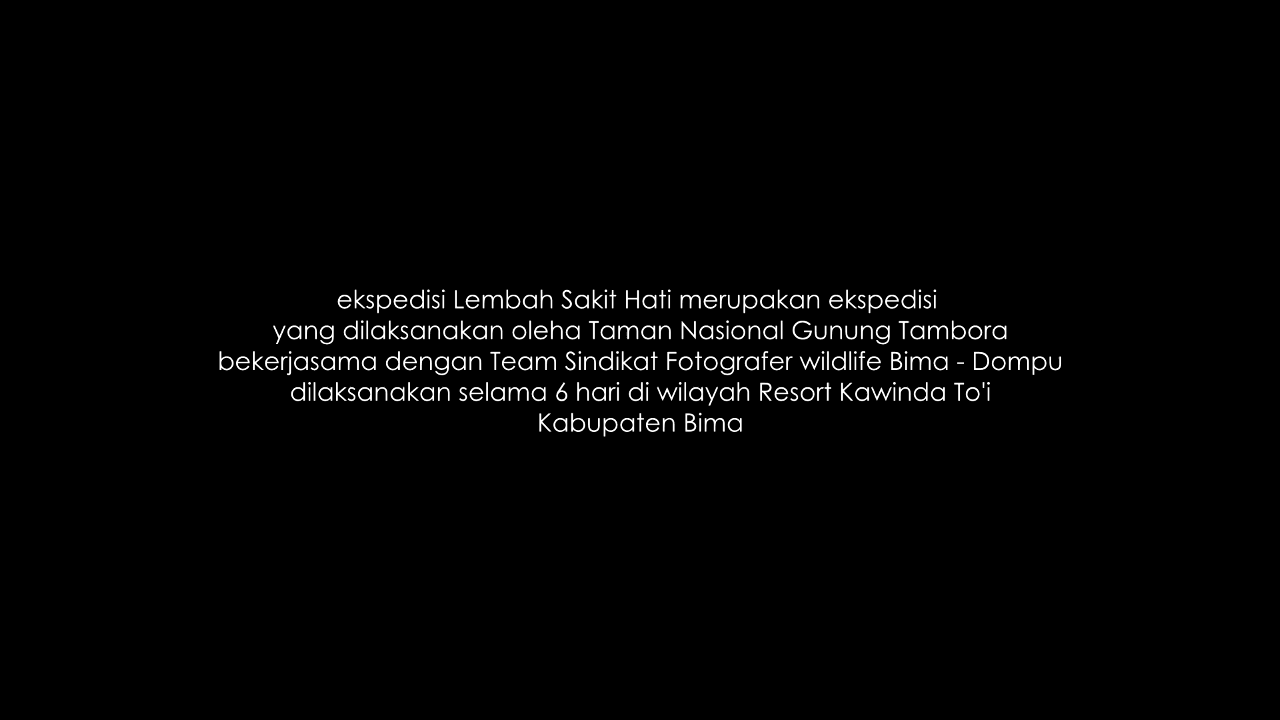 ekspedisi Lembah Sakit Hati merupakan ekspedisi
yang dilaksanakan oleha Taman Nasional Gunung Tambora
bekerjasama dengan Team Sindikat Fotografer wildlife Bima - Dompu
dilaksanakan selama 6 hari di wilayah Resort Kawinda To'i
Kabupaten Bima